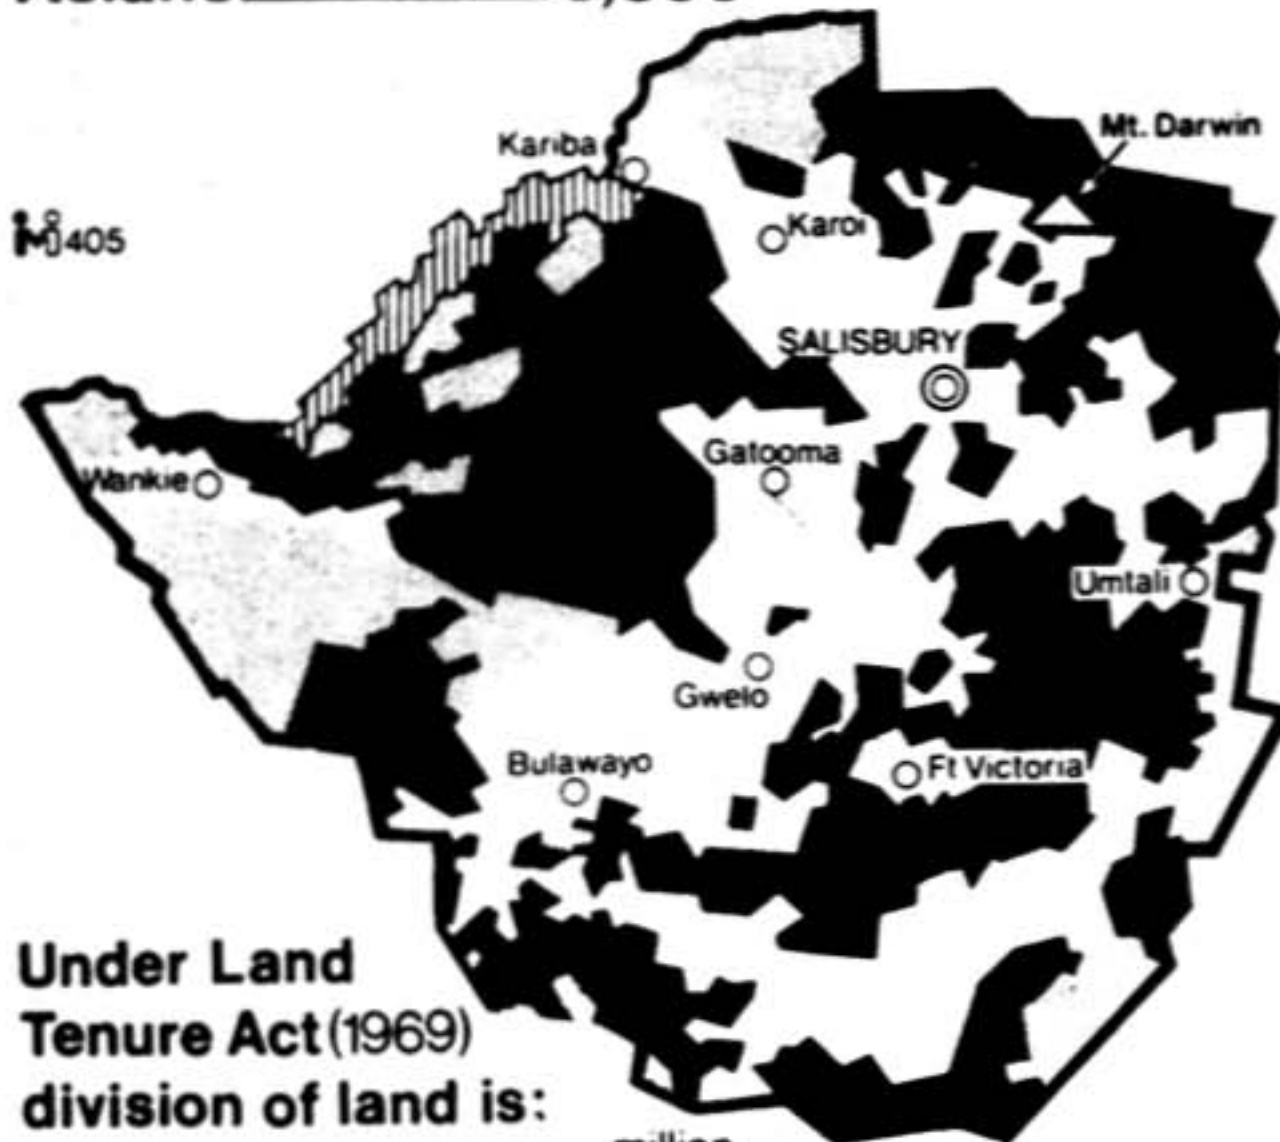 Kariba
Mt. Darwin
405
Karoi
SALISBURY
Gatooma
Wankie
Umtali
Gwelo
Bulawayo
Ft Victoria
Under Land
Tenure Act (1969)
division of land is:
million